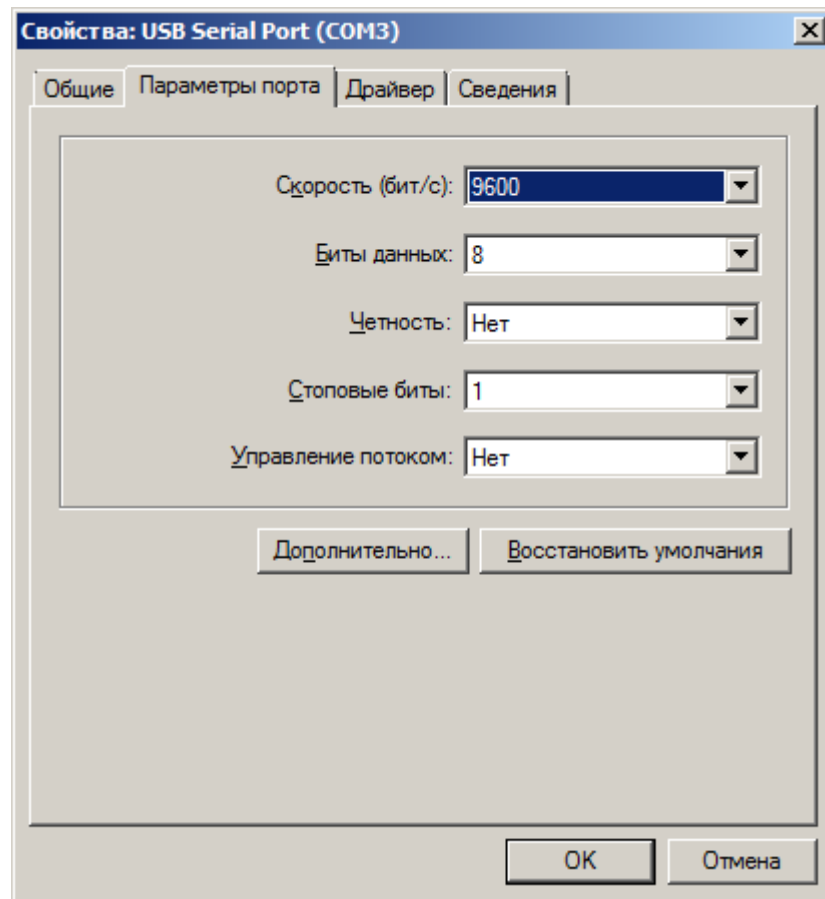 Свойства: USB Serial Port (COM3)
Общие Параметры порта Драйвер Сведения
Скорость (бит/с): 9600
Биты данных: 8
Четность: Нет
Стоповые биты: 1
Управление потоком: Нет
Дополнительно... Восстановить умолчания
OK Отмена